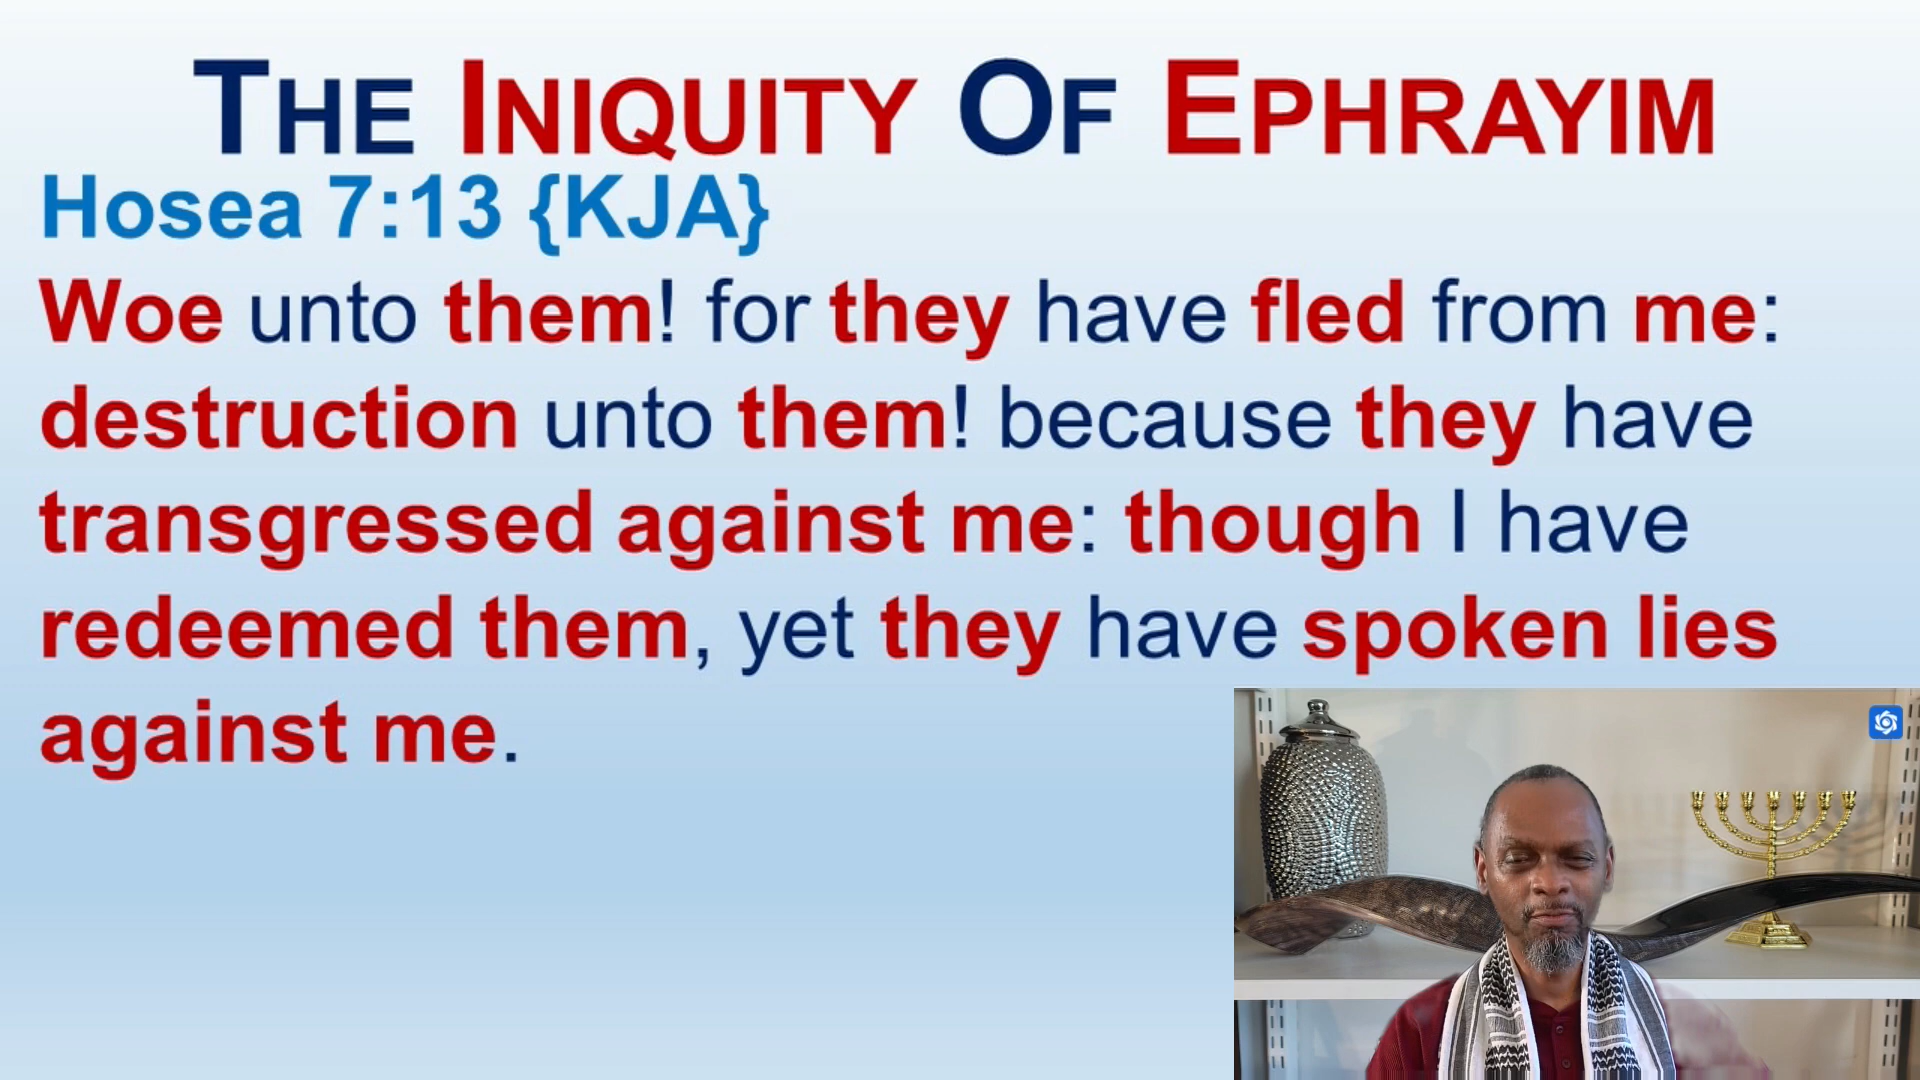 THE INIQUITY OF EPHRAYIM
Hosea 7:13 {KJA}
Woe unto them! for they have fled from me:
destruction unto them! because they have
transgressed against me: though I have
redeemed them, yet they have spoken lies
against me.